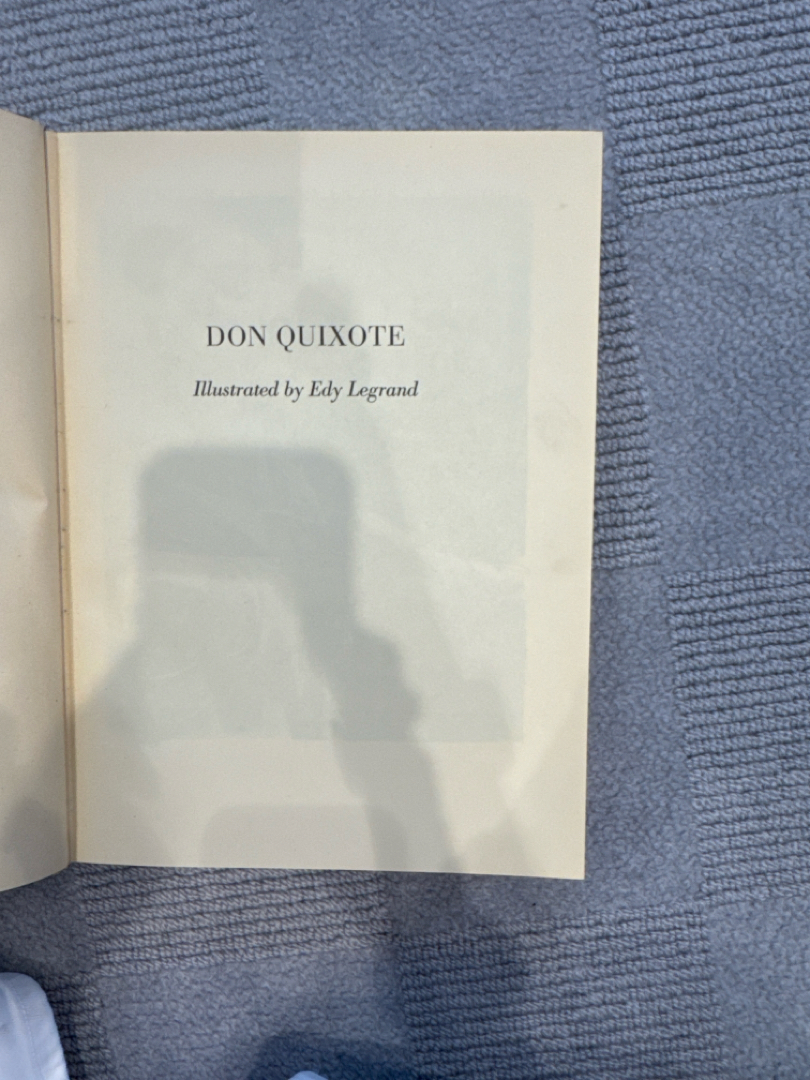 DON QUIXOTE
Illustrated by Edy Legrand